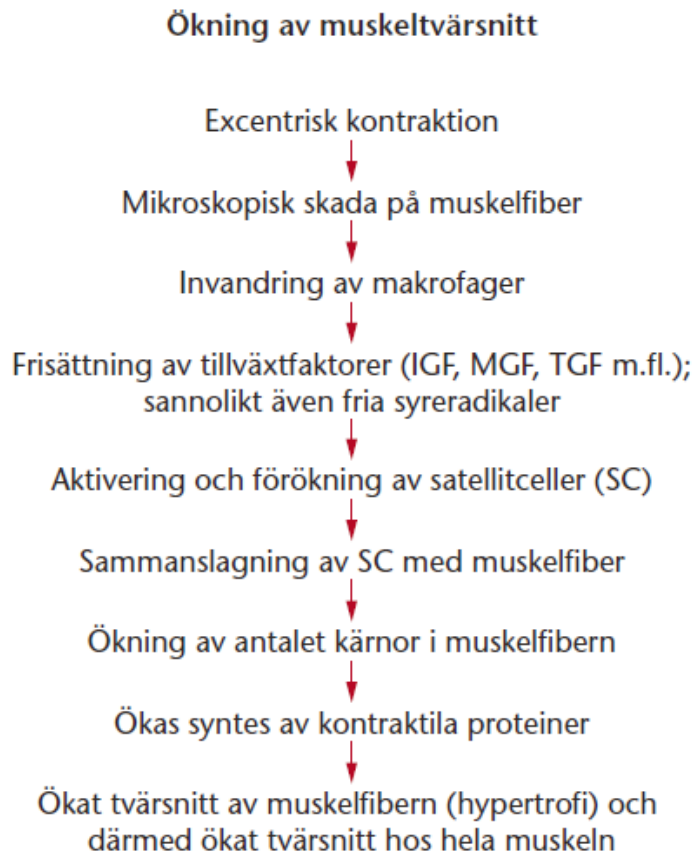 Ökning av muskeltvärsnitt
Excentrisk kontraktion
Mikroskopisk skada på muskelfiber
Invandring av makrofager
Frisättning av tillväxtfaktorer (IGF, MGF, TGF m.fl.);
sannolikt även fria syreradikaler
Aktivering och förökning av satellitceller (SC)
Sammanslagning av SC med muskelfiber
Ökning av antalet kärnor i muskelfibern
Ökas syntes av kontraktila proteiner
Ökat tvärsnitt av muskelfibern (hypertrofi) och
därmed ökat tvärsnitt hos hela muskeln